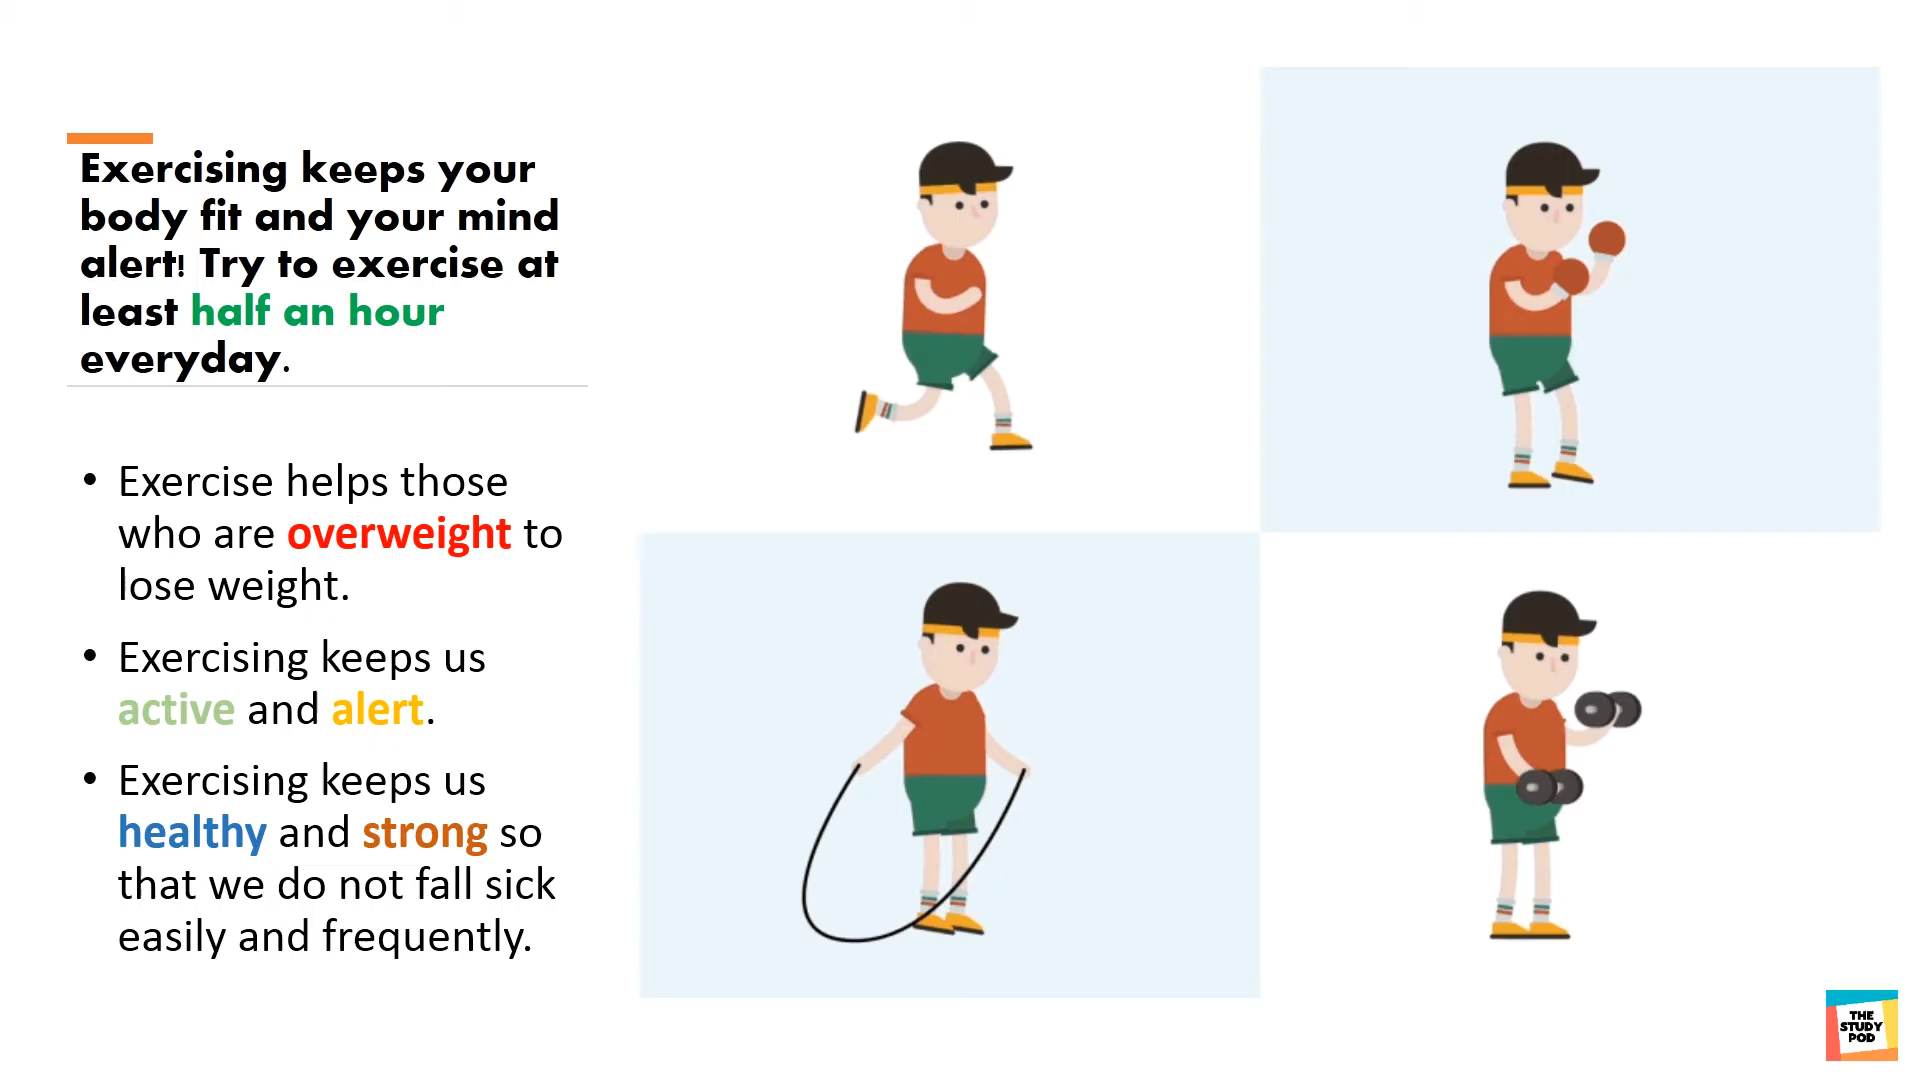 Exercising keeps your
body fit and your mind
alert! Try to exercise at
least half an hour
everyday.
• Exercise helps those
who are overweight to
lose weight.
• Exercising keeps us
active and alert.
• Exercising keeps us
healthy and strong so
that we do not fall sick
easily and frequently.
THE
STUDY
POD